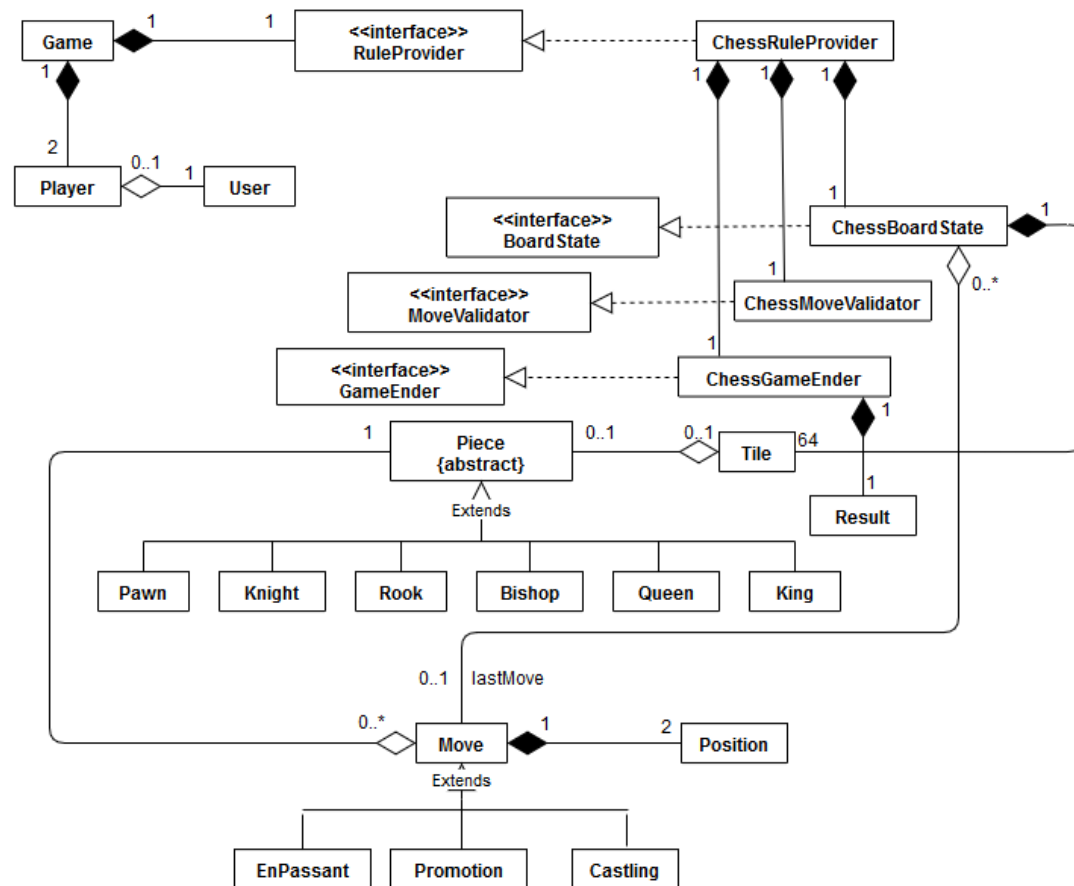 Game
1
1
<<interface>>
RuleProvider
ChessRuleProvider
1
1
1
1
2
0..1
1
Player
User
1
<<interface>>
BoardState
ChessBoardState
1
0..*
1
<<interface>>
MoveValidator
ChessMoveValidator
1
<<interface>>
GameEnder
ChessGameEnder
1
1
Piece
{abstract}
0..1
0..1
Tile
64
1
Result
Extends
Pawn
Knight
Rook
Bishop
Queen
King
0..1
lastMove
0..*
Move
1
2
Position
Extends
EnPassant
Promotion
Castling